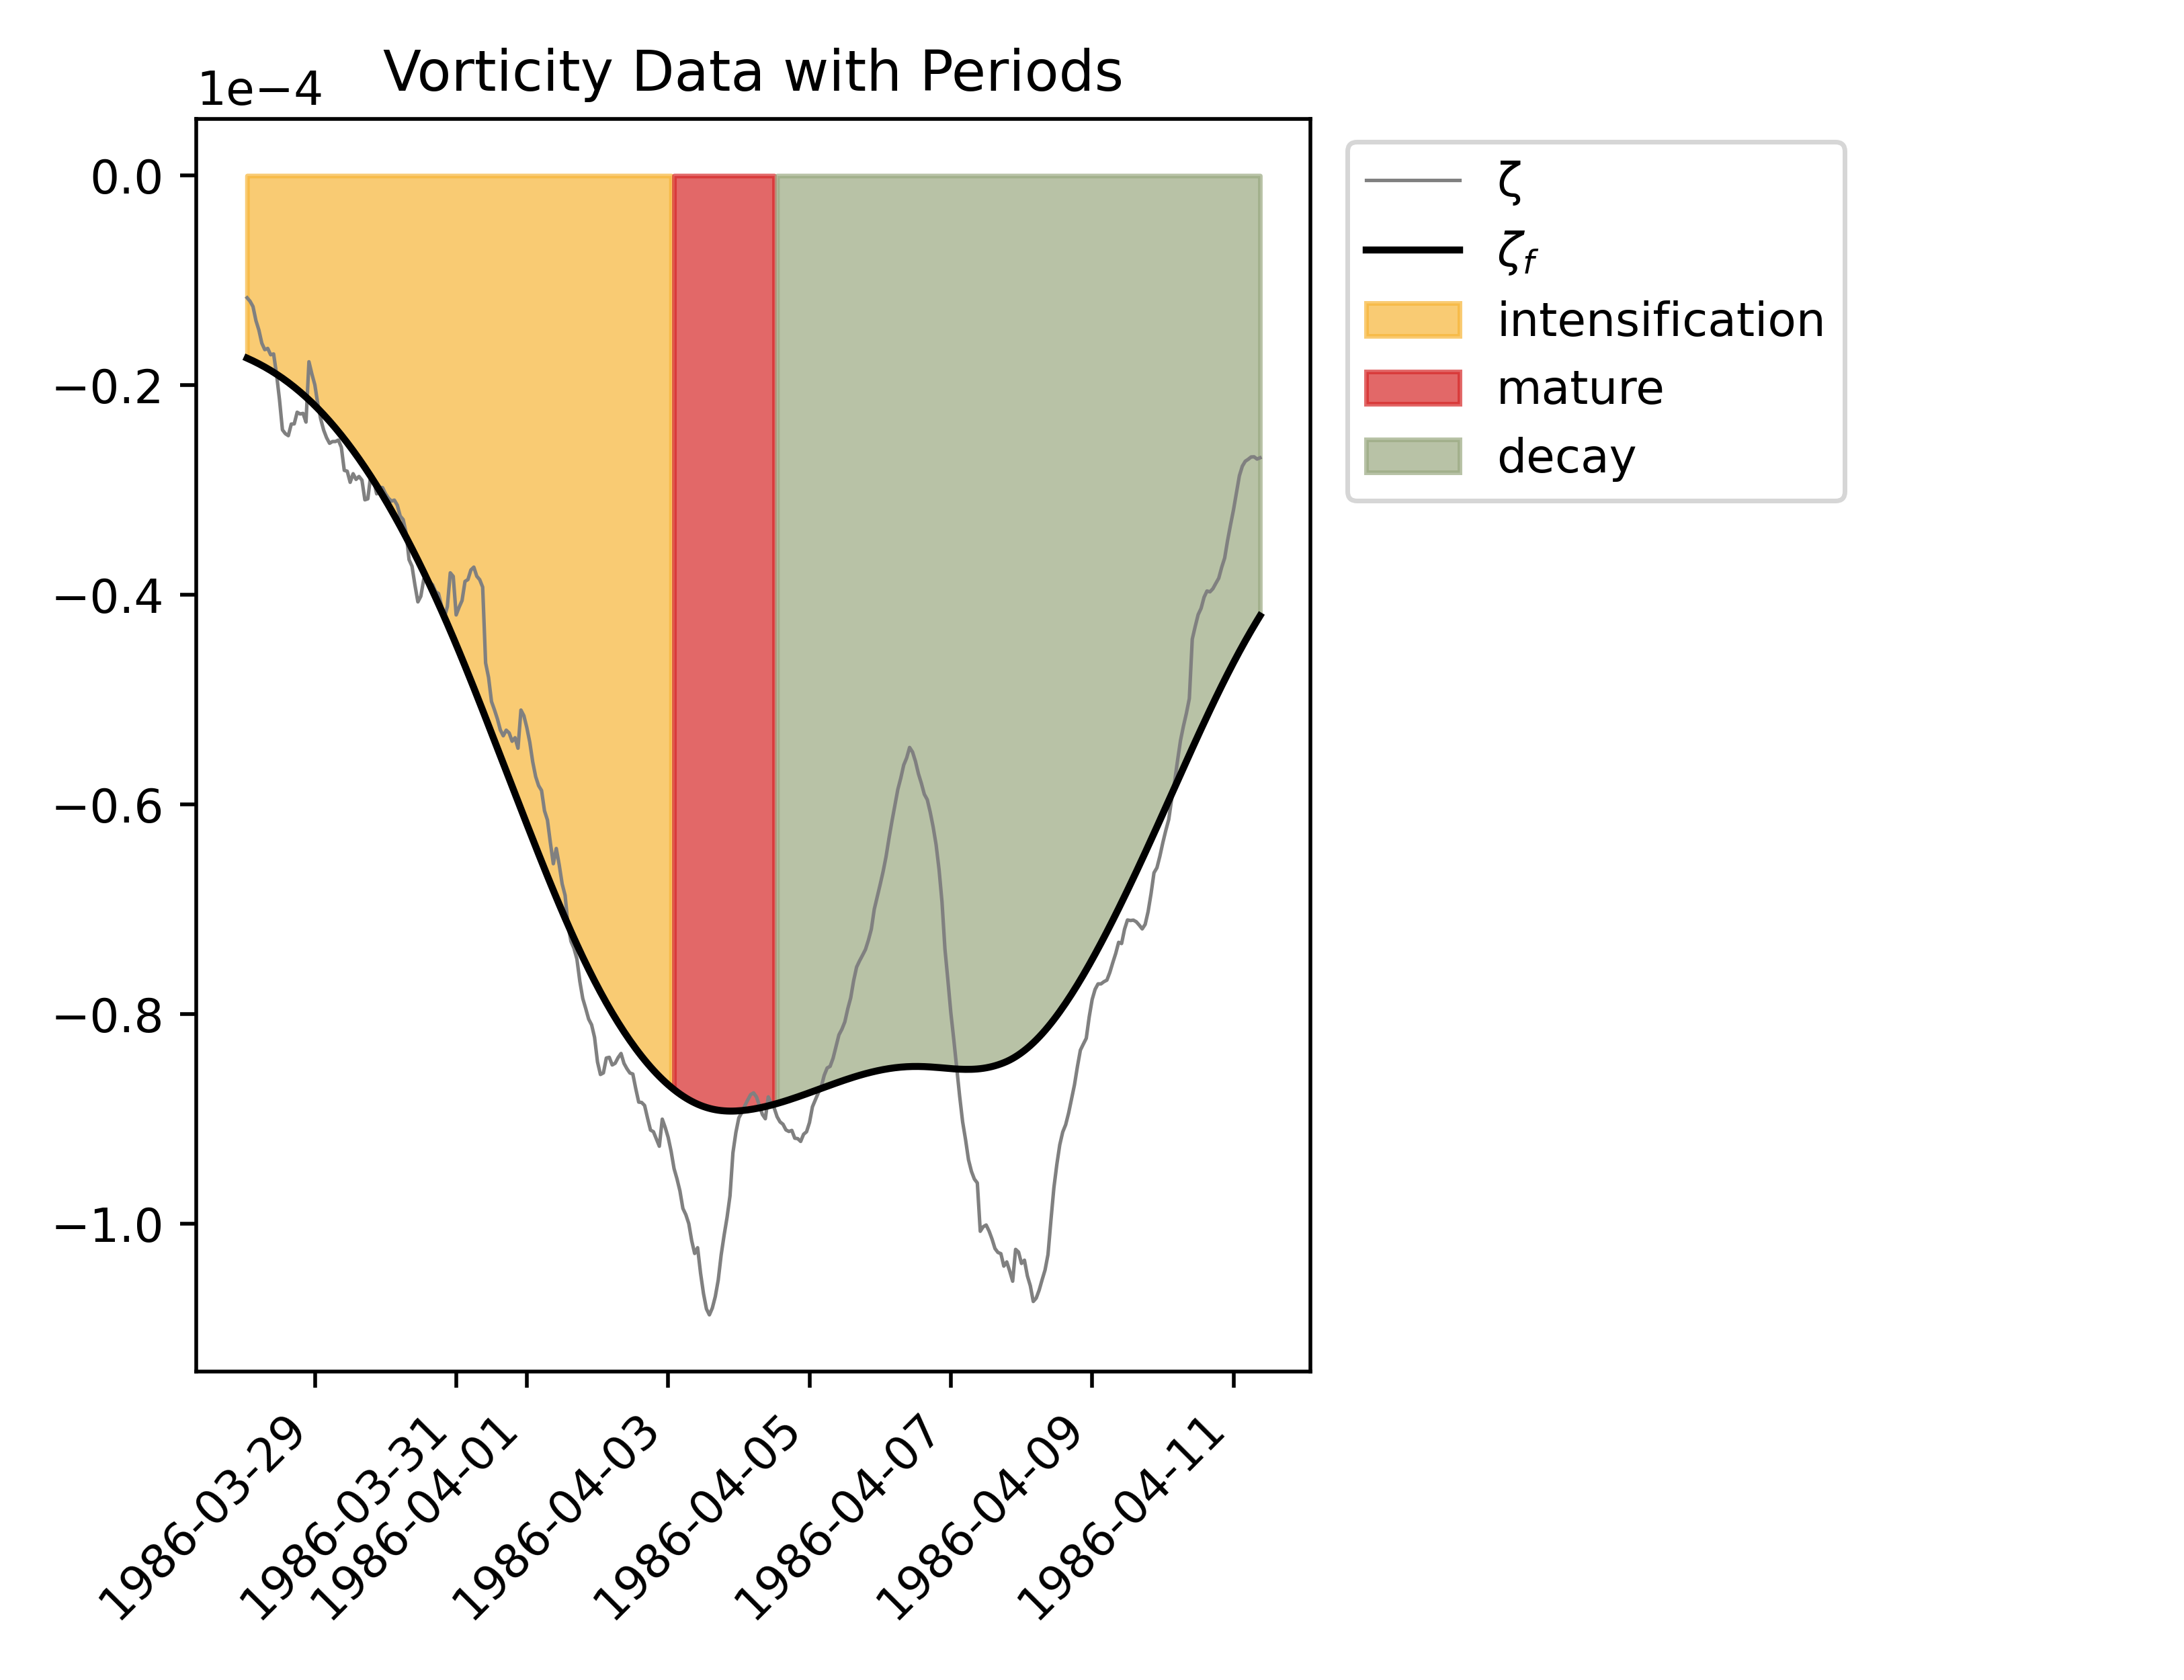 Vorticity Data with Periods
1e−4
0.0
−0.2
−0.4
−0.6
−0.8
−1.0
1986-03-29
1986-03-31
1986-04-01
1986-04-03
1986-04-05
1986-04-07
1986-04-09
1986-04-11
ζ
ζf
intensification
mature
decay